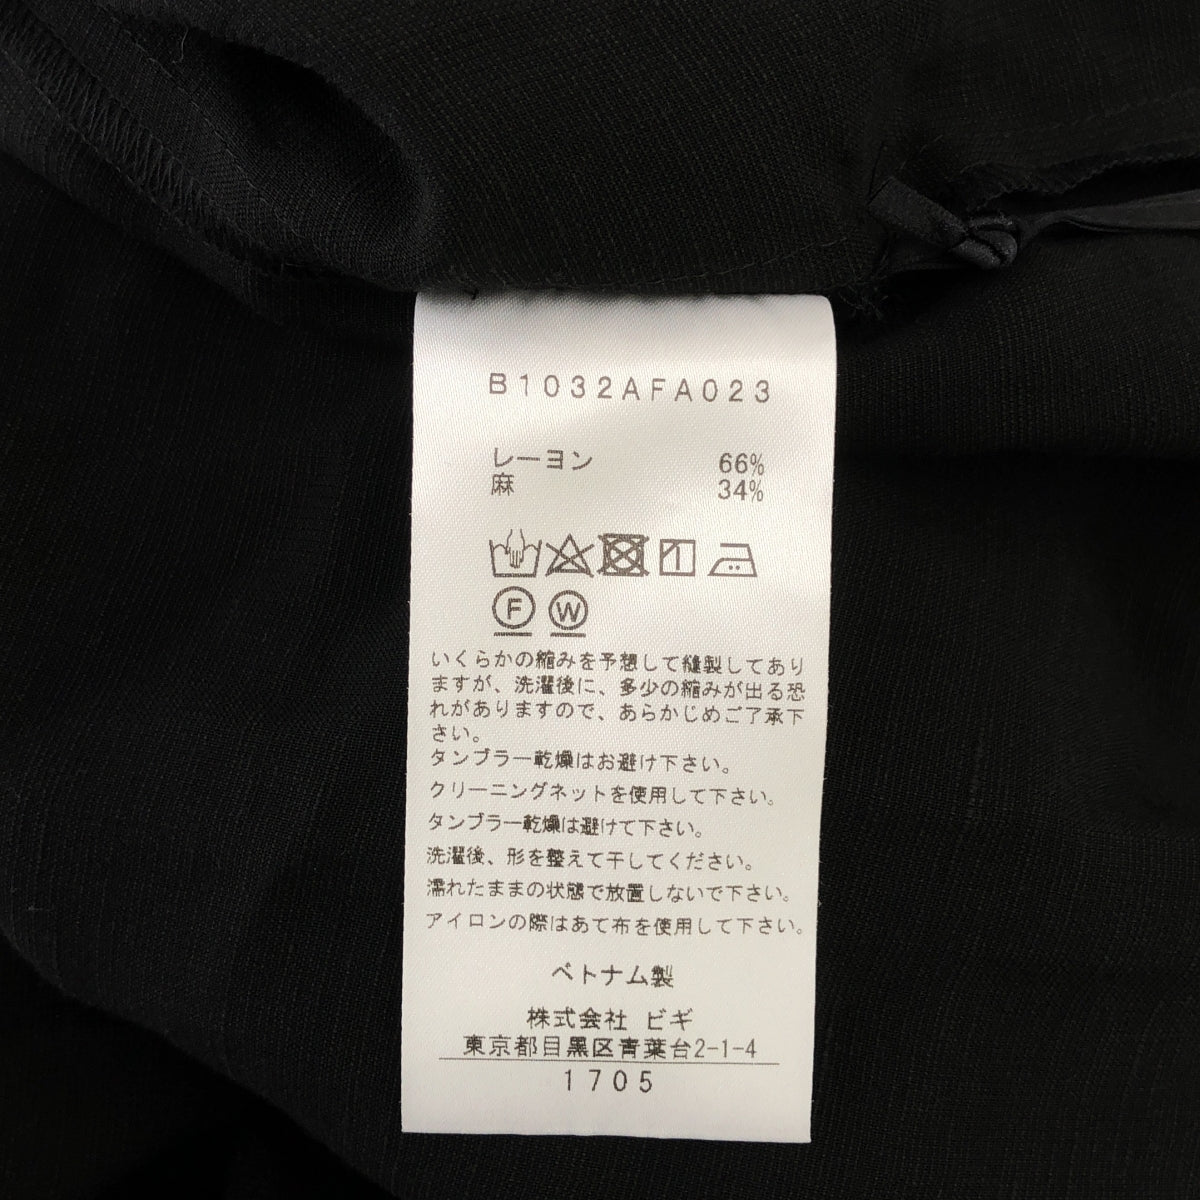 B1032AFA023
レーヨン 66%
麻 34%
F W
いくらかの縮みを予想して縫製してあり
ますが、洗濯後に、多少の縮みが出る恐
れがありますので、あらかじめご了承下
さい。
タンブラー乾燥はお避け下さい。
クリーニングネットを使用して下さい。
タンブラー乾燥は避けて下さい。
洗濯後、形を整えて干してください。
濡れたままの状態で放置しないで下さい。
アイロンの際はあて布を使用して下さい。
ベトナム製
株式会社 ビギ
東京都目黒区青葉台2-1-4
1705